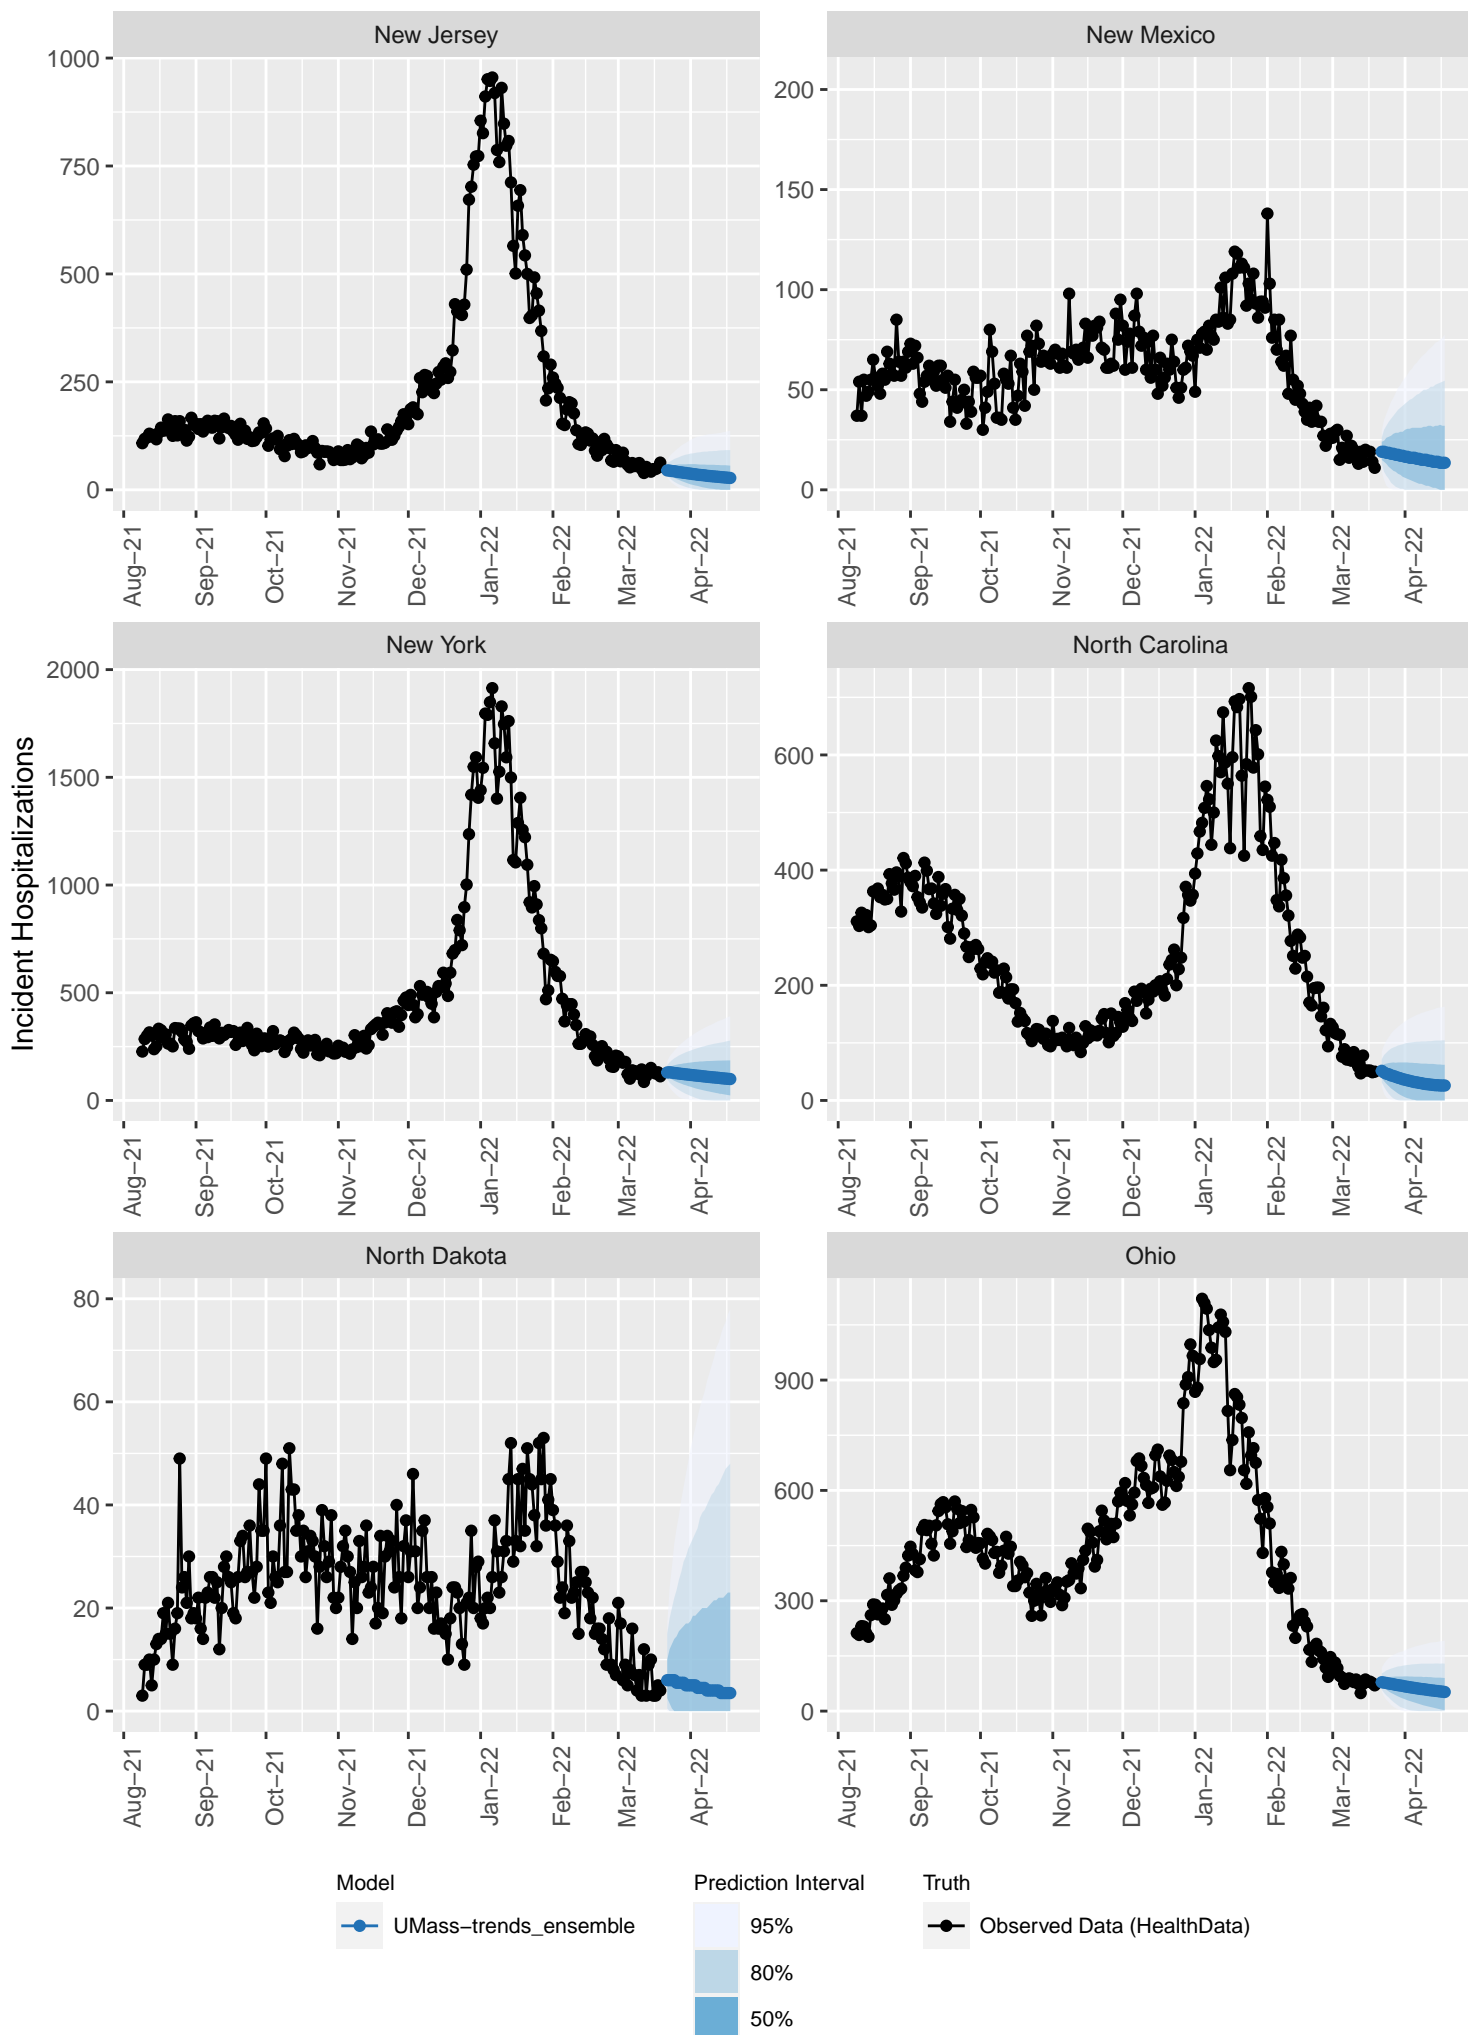 New Jersey
New Mexico
1000
750
500
250
0
200
150
100
50
0
Aug−21
Sep−21
Oct−21
Nov−21
Dec−21
Jan−22
Feb−22
Mar−22
Apr−22
Aug−21
Sep−21
Oct−21
Nov−21
Dec−21
Jan−22
Feb−22
Mar−22
Apr−22
Incident Hospitalizations
New York
North Carolina
2000
1500
1000
500
0
600
400
200
0
Aug−21
Sep−21
Oct−21
Nov−21
Dec−21
Jan−22
Feb−22
Mar−22
Apr−22
Aug−21
Sep−21
Oct−21
Nov−21
Dec−21
Jan−22
Feb−22
Mar−22
Apr−22
North Dakota
Ohio
80
60
40
20
0
900
600
300
0
Aug−21
Sep−21
Oct−21
Nov−21
Dec−21
Jan−22
Feb−22
Mar−22
Apr−22
Aug−21
Sep−21
Oct−21
Nov−21
Dec−21
Jan−22
Feb−22
Mar−22
Apr−22
Model
UMass−trends_ensemble
Prediction Interval
95%
80%
50%
Truth
Observed Data (HealthData)